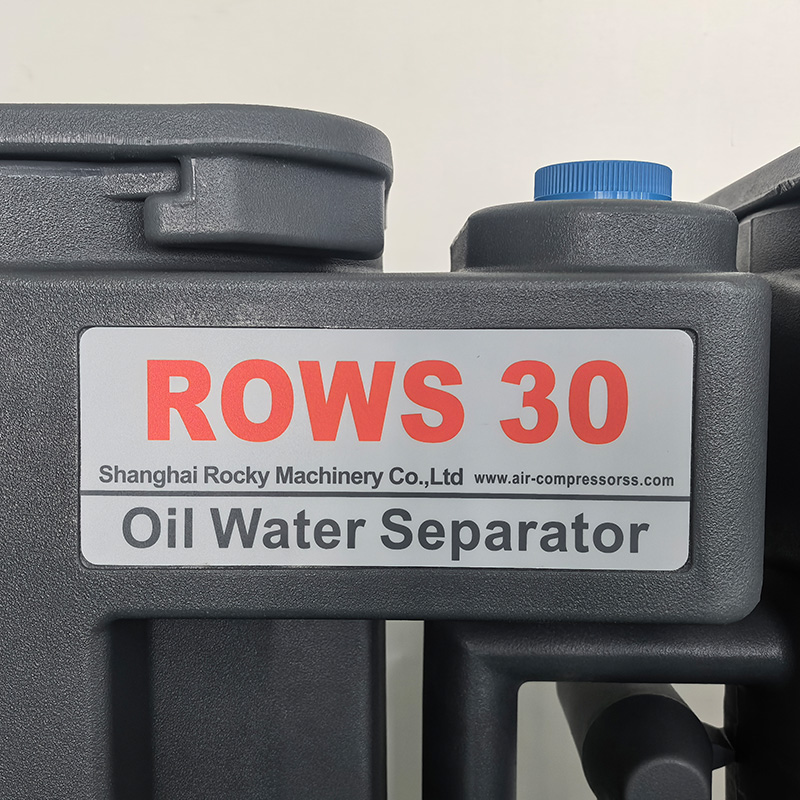 ROWS 30
Shanghai Rocky Machinery Co.,Ltd www.air-compressorss.com
Oil Water Separator